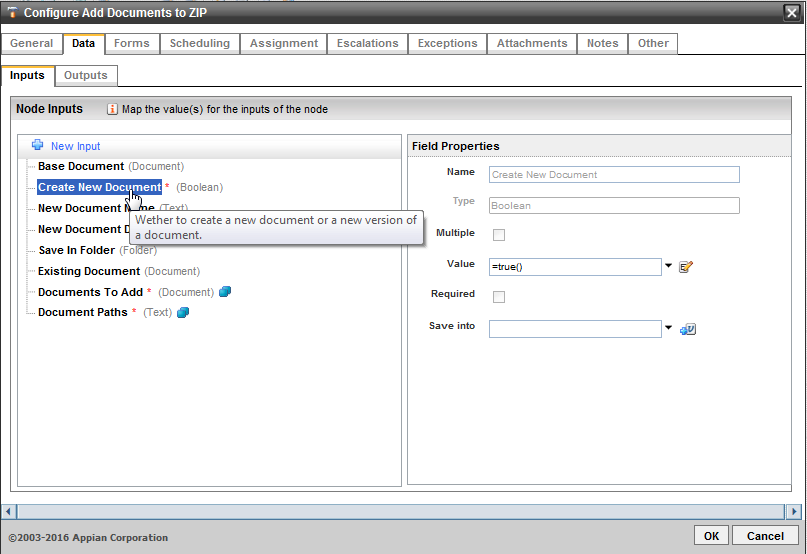 Configure Add Documents to ZIP
General Data Forms Scheduling Assignment Escalations Exceptions Attachments Notes Other
Inputs Outputs
Node Inputs Map the value(s) for the inputs of the node
New Input
Base Document (Document)
Create New Document * (Boolean)
New Document Name (Text)
New Document D
Wether to create a new document or a new version of
a document.
Save In Folder (Folder)
Existing Document (Document)
Documents To Add * (Document)
Document Paths * (Text)
Field Properties
Name Create New Document
Type Boolean
Multiple
Value =true()
Required
Save into
©2003-2016 Appian Corporation
OK Cancel